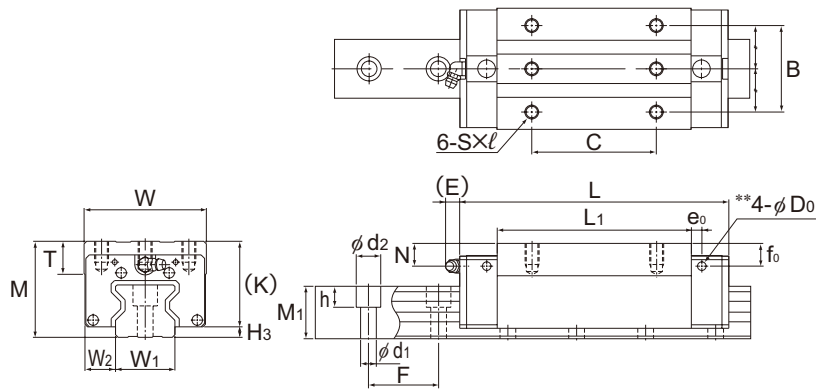 B
6-S×ℓ
C
W
(E)
L
L1
e0
**4-φD0
T
N
φd2
f0
M
(K)
h
M1
H3
W2
W1
φd1
F